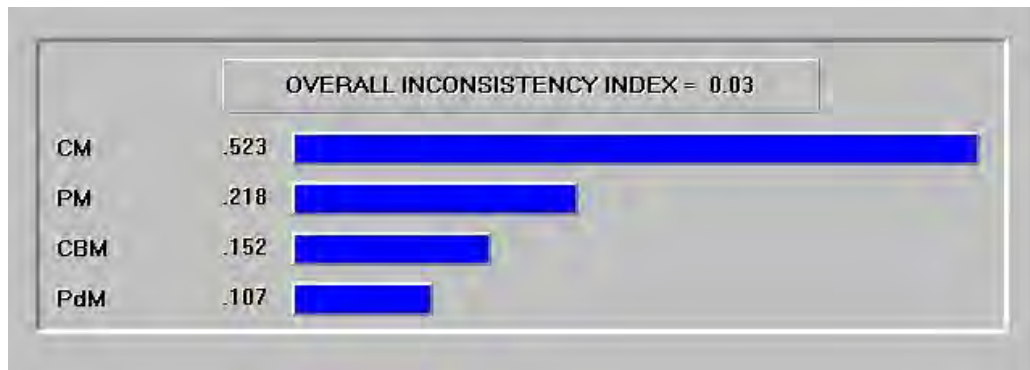 OVERALL INCONSISTENCY INDEX = 0.03
CM .523
PM .218
CBM .152
PdM .107